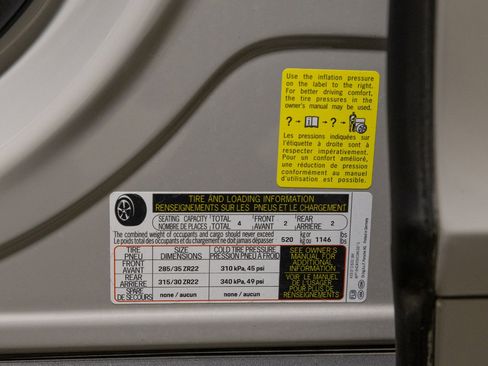 Use the inflation pressure
on the label to the right.
For better driving comfort,
the tire pressures in the
owner's manual may be used.
? → i → ? →
Les pressions indiquées sur
l'étiquette à droite sont à
respecter impérativement.
Pour un confort amélioré,
une réduction de pression
conformément au manuel
d'utilisation est possible.
TIRE AND LOADING INFORMATION
RENSEIGNEMENTS SUR LES PNEUS ET LE CHARGEMENT
SEATING CAPACITY TOTAL 4 FRONT 2 REAR 2
NOMBRE DE PLACES TOTAL AVANT ARRIÈRE
The combined weight of occupants and cargo should never exceed 520 kg or 1146 lbs
Le poids total des occupants et du chargement ne doit jamais dépasser kg ou lb
TIRE PNEU SIZE DIMENSIONS COLD TIRE PRESSURE PRESSION PNEU À FROID
FRONT AVANT 285/35 ZR22 310 kPa, 45 psi
REAR ARRIÈRE 315/30 ZR22 340 kPa, 49 psi
SPARE DE SECOURS none / aucun none / aucun
SEE OWNER'S
MANUAL FOR
ADDITIONAL
INFORMATION
VOIR LE MANUEL
DE L'USAGER
POUR PLUS DE
RENSEIGNEMENTS